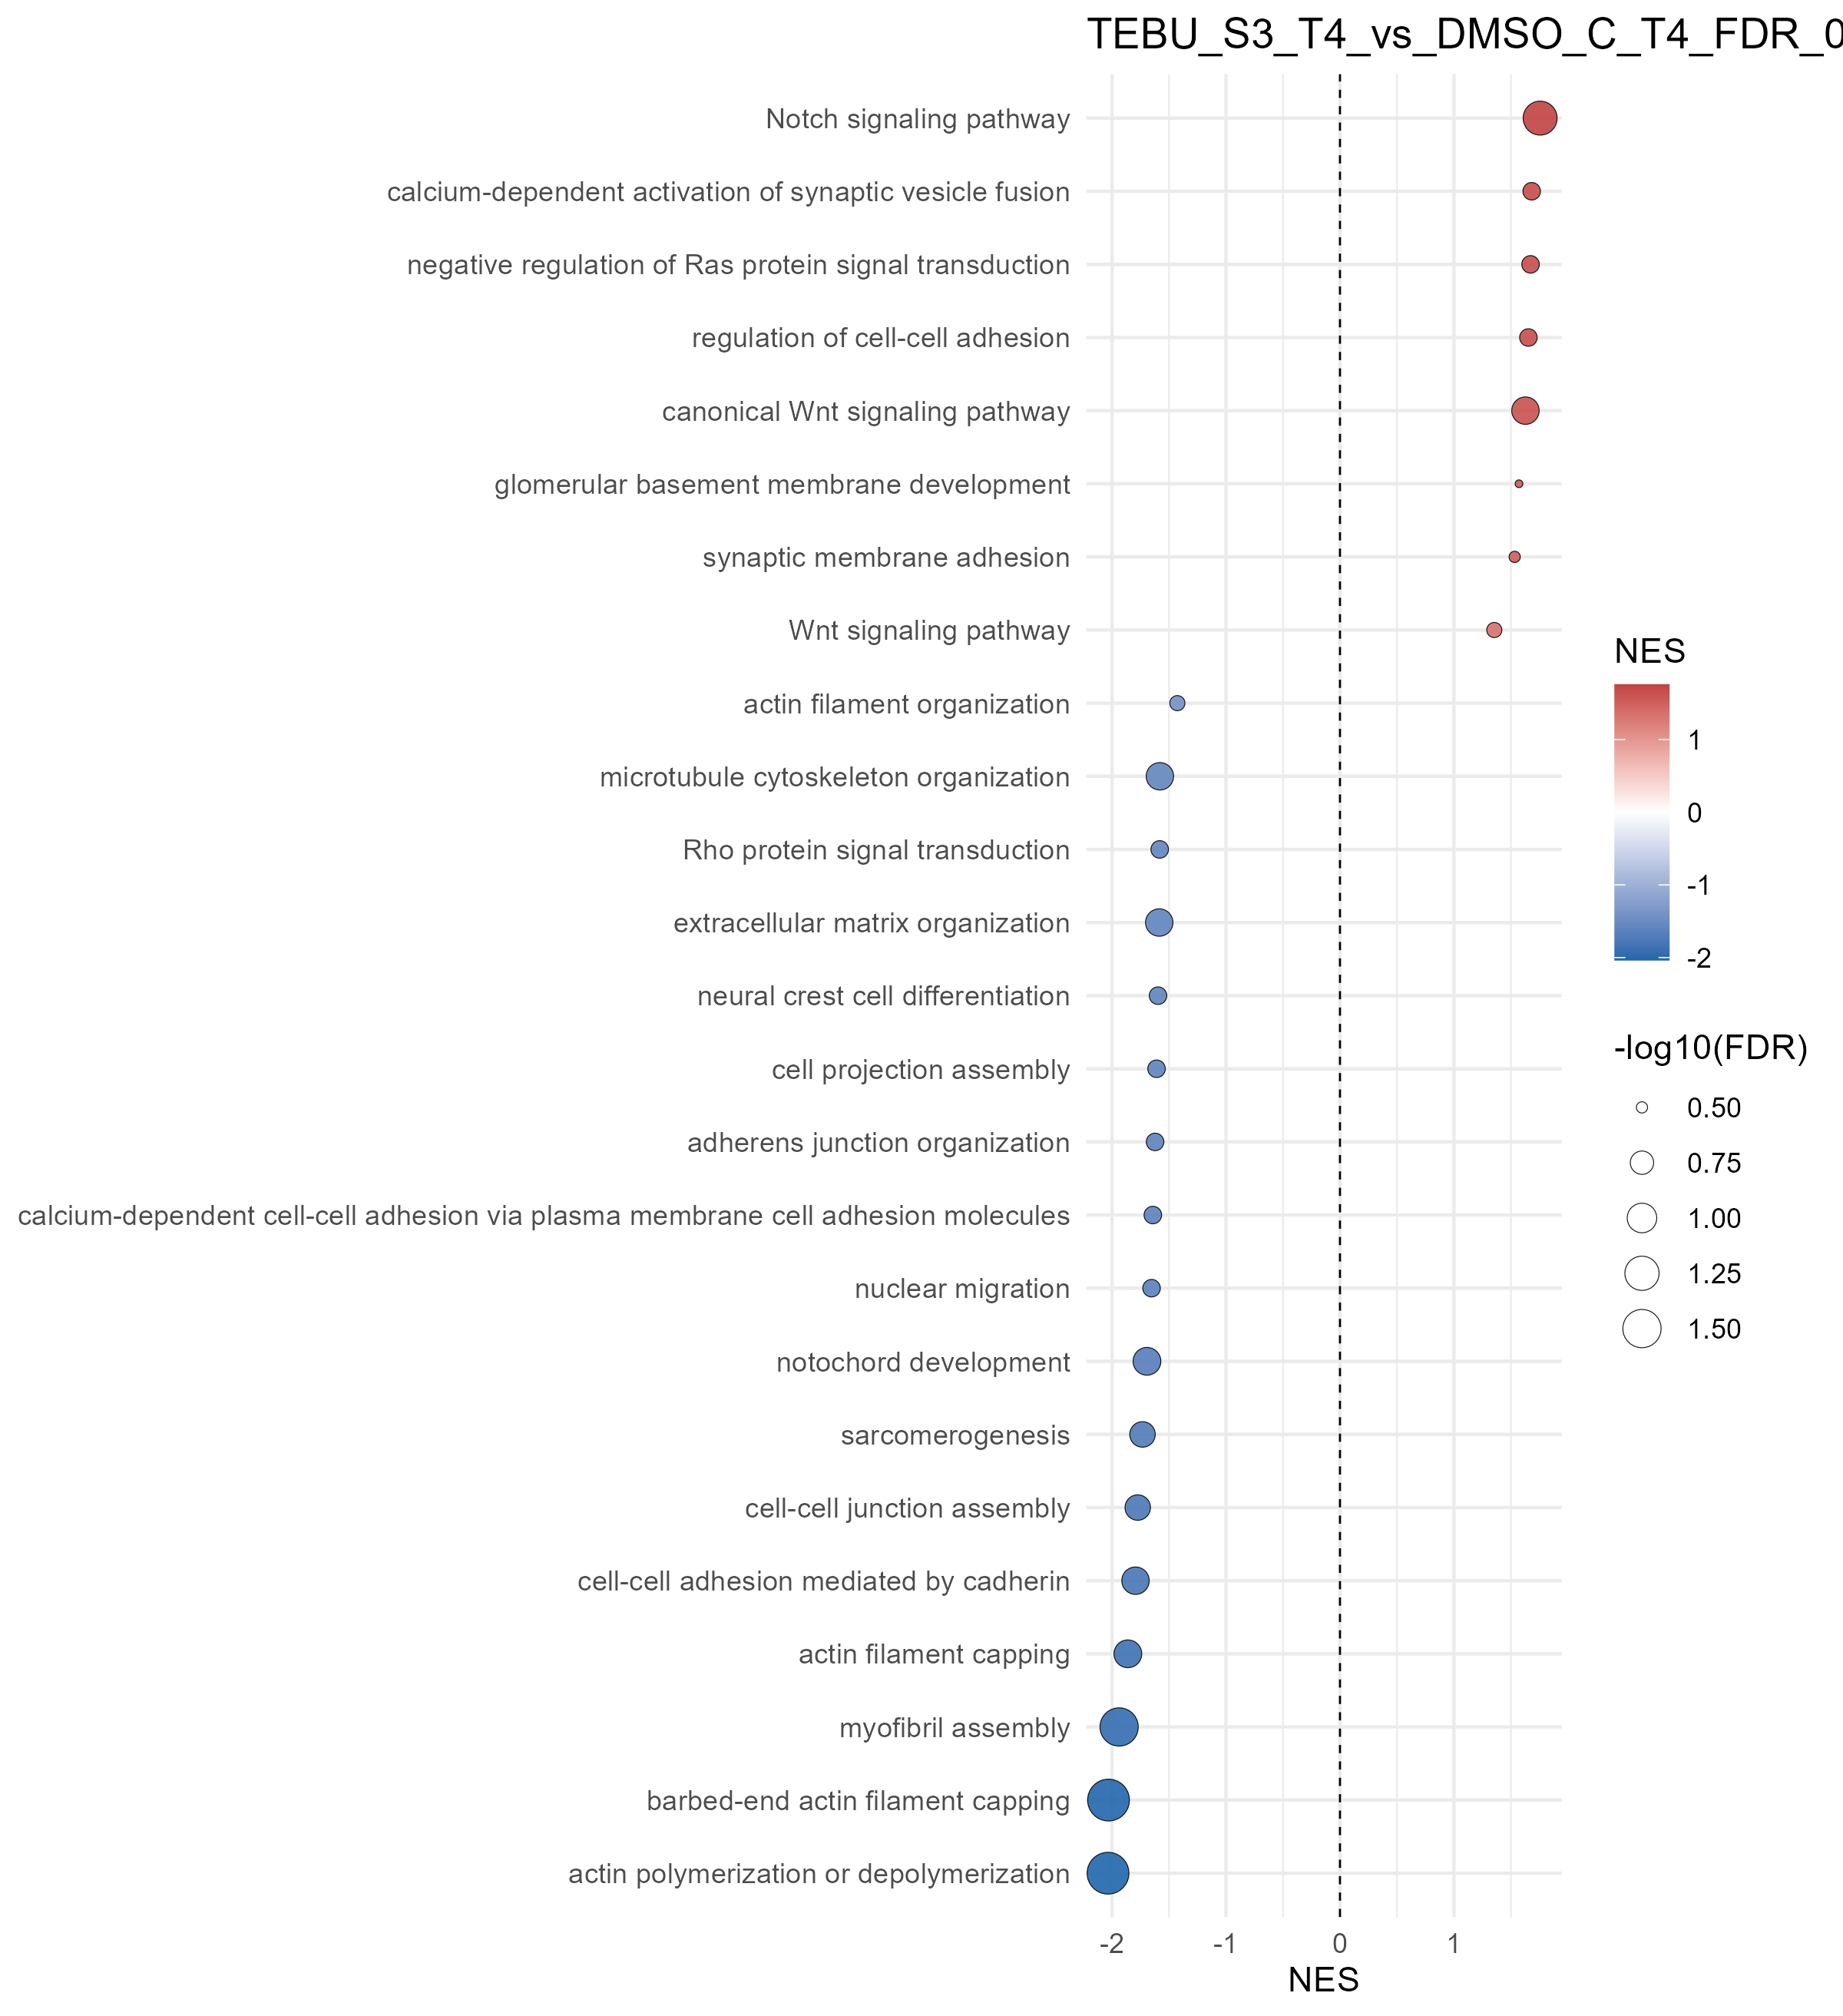 TEBU_S3_T4_vs_DMSO_C_T4_FDR_0
Notch signaling pathway
calcium-dependent activation of synaptic vesicle fusion
negative regulation of Ras protein signal transduction
regulation of cell-cell adhesion
canonical Wnt signaling pathway
glomerular basement membrane development
synaptic membrane adhesion
Wnt signaling pathway
actin filament organization
microtubule cytoskeleton organization
Rho protein signal transduction
extracellular matrix organization
neural crest cell differentiation
cell projection assembly
adherens junction organization
calcium-dependent cell-cell adhesion via plasma membrane cell adhesion molecules
nuclear migration
notochord development
sarcomerogenesis
cell-cell junction assembly
cell-cell adhesion mediated by cadherin
actin filament capping
myofibril assembly
barbed-end actin filament capping
actin polymerization or depolymerization
-2 -1 0 1
NES
NES
1
0
-1
-2
-log10(FDR)
0.50
0.75
1.00
1.25
1.50